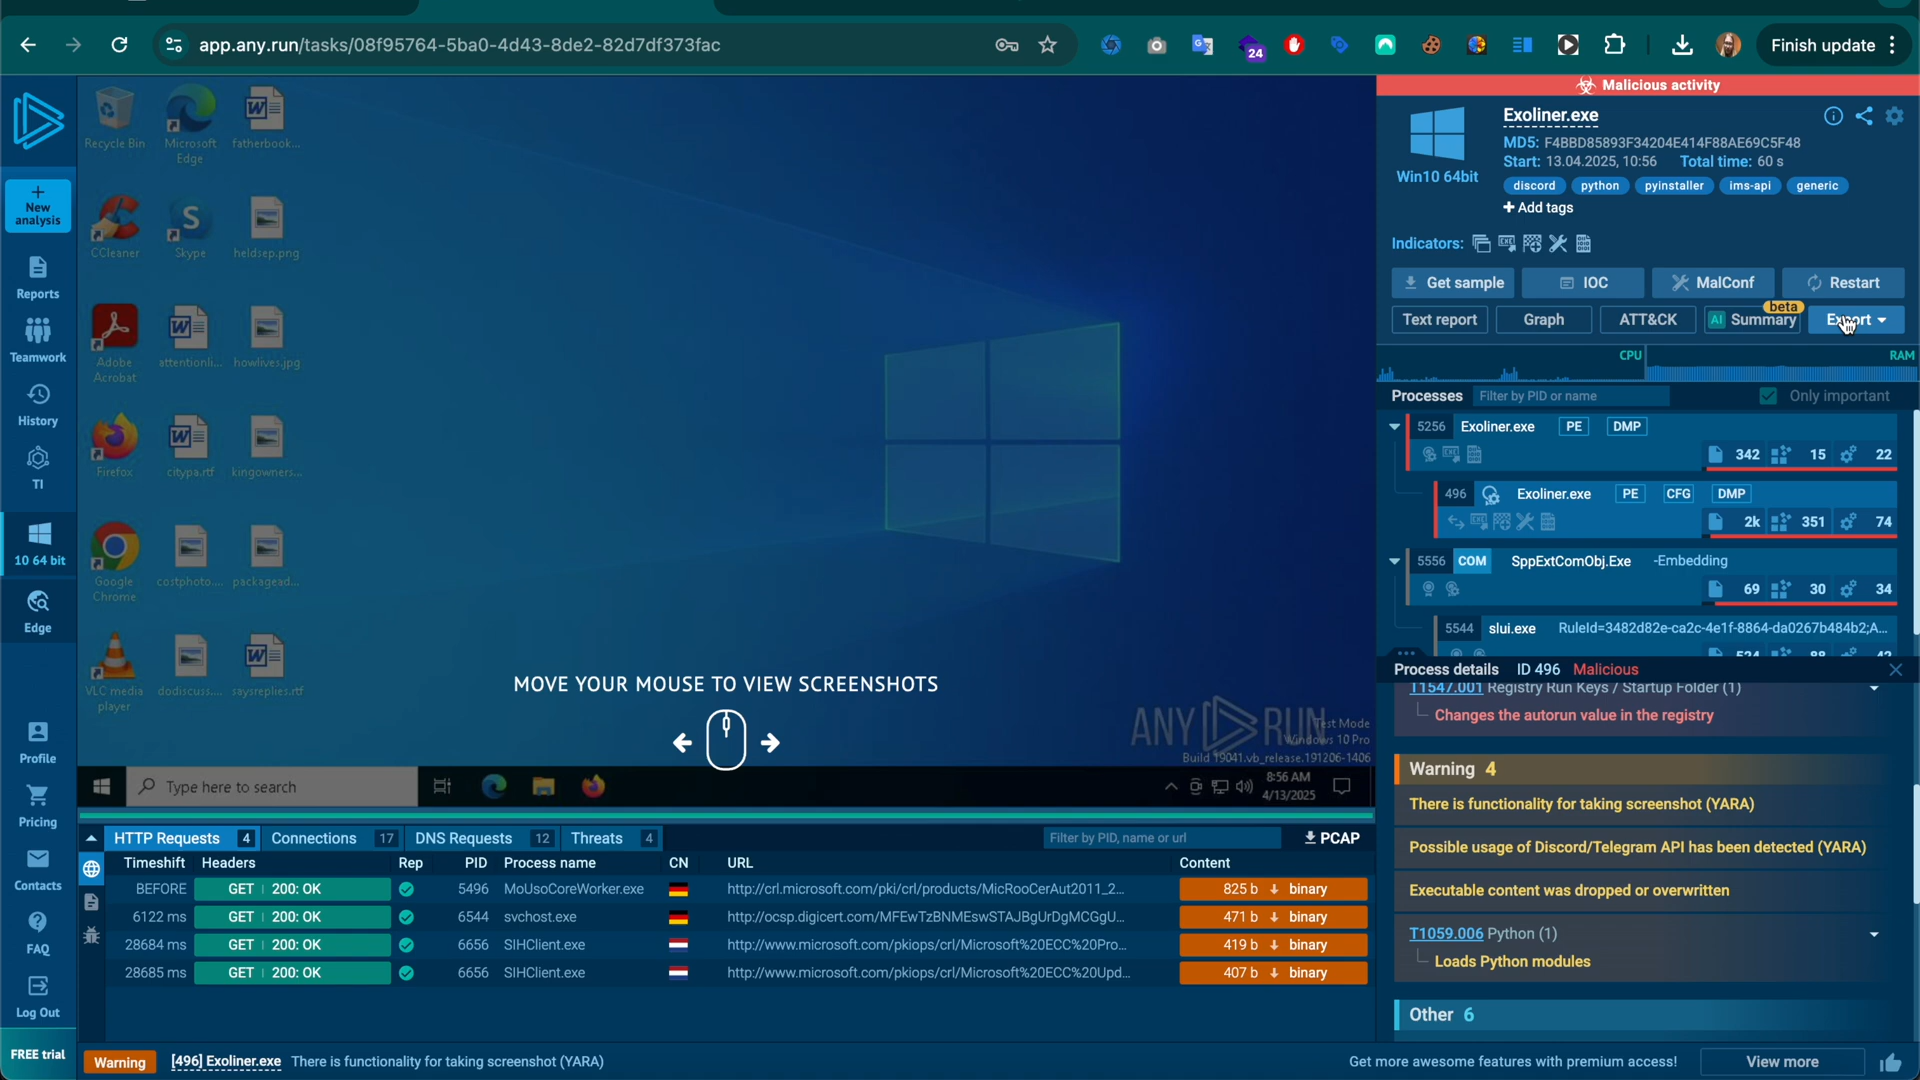 app.any.run/tasks/08f95764-5ba0-4d43-8de2-82d7df373fac
24
Finish update
Malicious activity
Exoliner.exe
MD5: F4BBD85893F34204E414F88AE69C5F48
Start: 13.04.2025, 10:56 Total time: 60 s
Win10 64bit
discord python pyinstaller ims-api generic
+ Add tags
Indicators:
Get sample IOC MalConf Restart
beta
Text report Graph ATT&CK AI Summary Export
CPU RAM
Processes Filter by PID or name Only important
5256 Exoliner.exe PE DMP
342 15 22
496 Exoliner.exe PE CFG DMP
2k 351 74
5556 COM SppExtComObj.Exe -Embedding
69 30 34
5544 slui.exe RuleId=3482d82e-ca2c-4e1f-8864-da0267b484b2;A...
524 88 42
Process details ID 496 Malicious
T1547.001 Registry Run Keys / Startup Folder (1)
Changes the autorun value in the registry
Warning 4
There is functionality for taking screenshot (YARA)
Possible usage of Discord/Telegram API has been detected (YARA)
Executable content was dropped or overwritten
T1059.006 Python (1)
Loads Python modules
Other 6
+
New
analysis
Reports
Teamwork
History
TI
10 64 bit
Edge
Profile
Pricing
Contacts
FAQ
Log Out
FREE trial
Recycle Bin Microsoft Edge fatherbook...
CCleaner Skype heldsep.png
Adobe Acrobat attentionli... howlives.jpg
Firefox citypa.rtf kingowners...
Google Chrome costphoto.... packagead...
VLC media player dodiscuss.... saysreplies.rtf
MOVE YOUR MOUSE TO VIEW SCREENSHOTS
ANY RUN
Test Mode
Windows 10 Pro
Build 19041.vb_release.191206-1406
Type here to search
8:56 AM
4/13/2025
HTTP Requests 4 Connections 17 DNS Requests 12 Threats 4 Filter by PID, name or url PCAP
Timeshift Headers Rep PID Process name CN URL Content
BEFORE GET 200: OK 5496 MoUsoCoreWorker.exe http://crl.microsoft.com/pki/crl/products/MicRooCerAut2011_2... 825 b binary
6122 ms GET 200: OK 6544 svchost.exe http://ocsp.digicert.com/MFEwTzBNMEswSTAJBgUrDgMCGgU... 471 b binary
28684 ms GET 200: OK 6656 SIHClient.exe http://www.microsoft.com/pkiops/crl/Microsoft%20ECC%20Pro... 419 b binary
28685 ms GET 200: OK 6656 SIHClient.exe http://www.microsoft.com/pkiops/crl/Microsoft%20ECC%20Upd... 407 b binary
Warning [496] Exoliner.exe There is functionality for taking screenshot (YARA)
Get more awesome features with premium access! View more